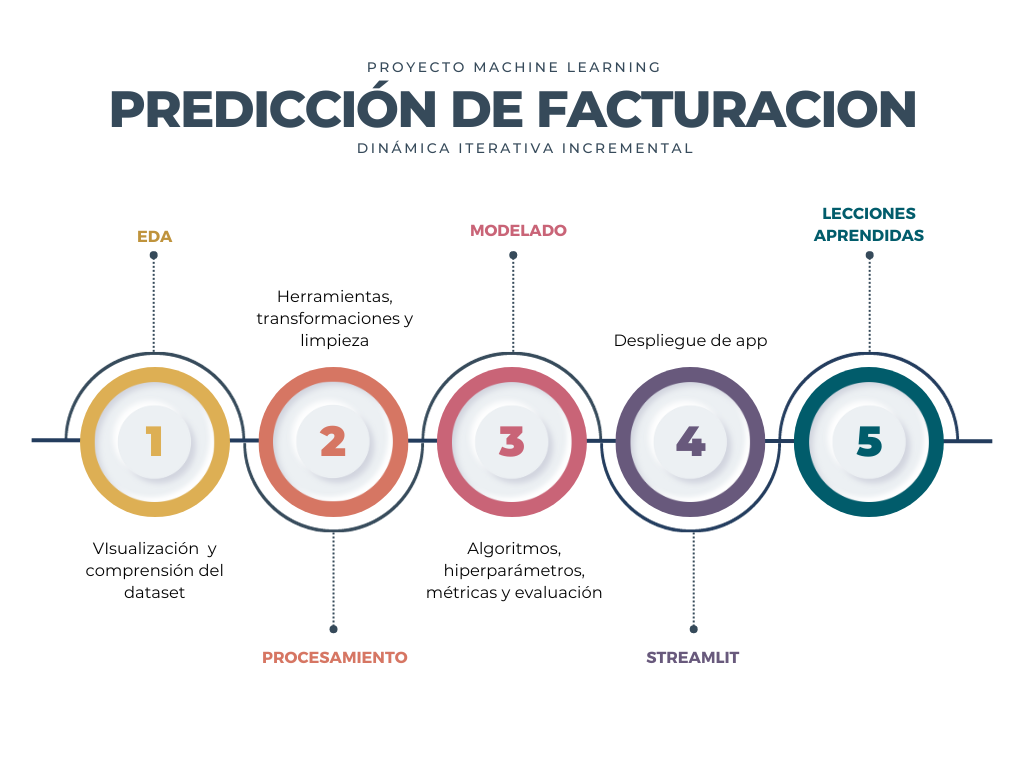 PROYECTO MACHINE LEARNING
PREDICCIÓN DE FACTURACION
DINÁMICA ITERATIVA INCREMENTAL
EDA
1
VIsualización y
comprensión del
dataset
Herramientas,
transformaciones y
limpieza
2
PROCESAMIENTO
MODELADO
3
Algoritmos,
hiperparámetros,
métricas y evaluación
Despliegue de app
4
STREAMLIT
LECCIONES
APRENDIDAS
5